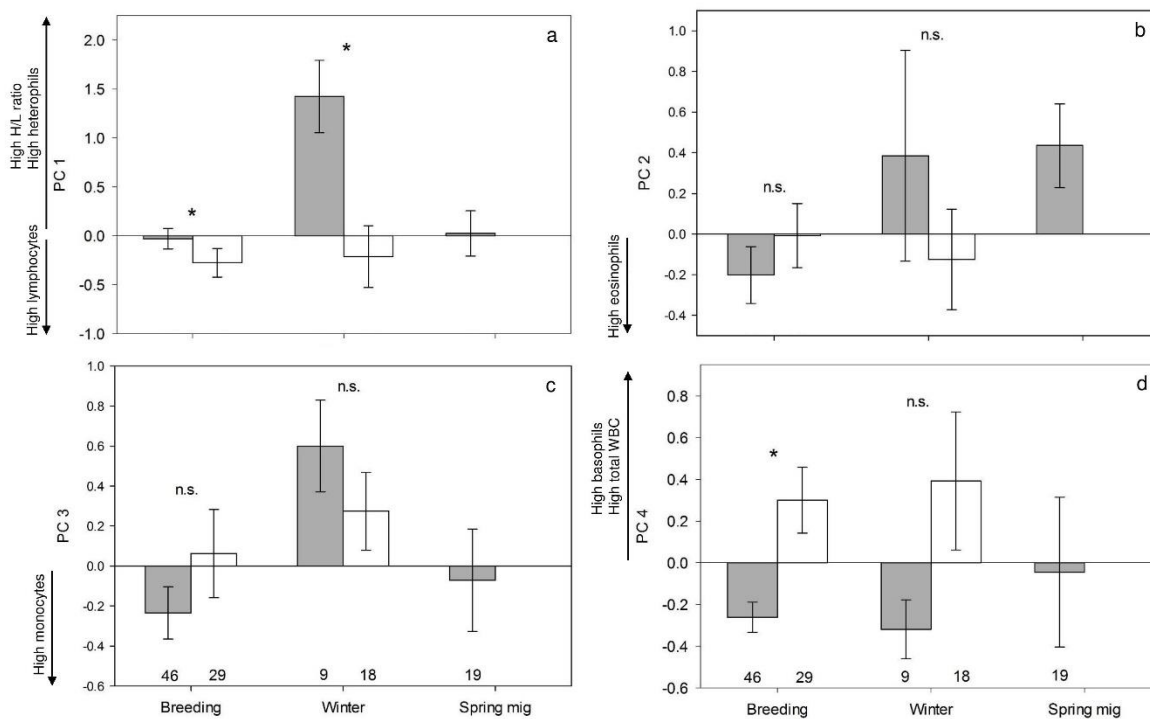 a
2.0
*
1.5
1.0
0.5
*
0.0
-0.5
-1.0
High H/L ratio
High heterophils
PC 1
High lymphocytes
b
1.0
n.s.
0.8
0.6
0.4
0.2
n.s.
0.0
-0.2
-0.4
PC 2
High eosinophils
c
1.0
n.s.
0.8
0.6
0.4
n.s.
0.2
0.0
-0.2
-0.4
-0.6
PC 3
High monocytes
46 29 9 18 19
Breeding Winter Spring mig
d
1.0
n.s.
0.8
0.6
*
0.4
0.2
0.0
-0.2
-0.4
-0.6
High basophils
High total WBC
PC 4
46 29 9 18 19
Breeding Winter Spring mig